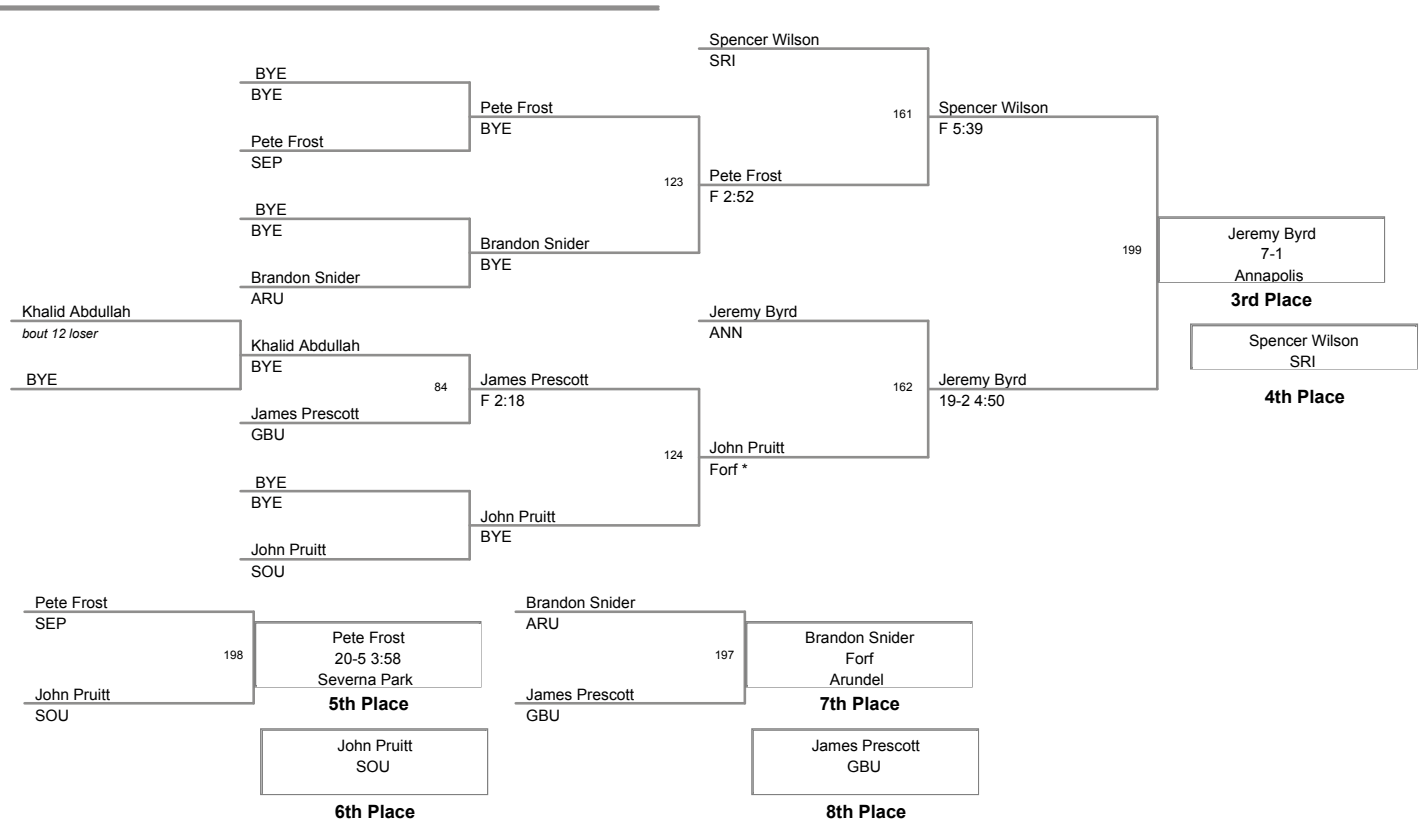 Spencer Wilson
SRI
BYE
BYE
Pete Frost
BYE
161
Spencer Wilson
F 5:39
Pete Frost
SEP
123
Pete Frost
F 2:52
BYE
BYE
Brandon Snider
BYE
199
Jeremy Byrd
7-1
Annapolis
3rd Place
Brandon Snider
ARU
Khalid Abdullah
bout 12 loser
Jeremy Byrd
ANN
Spencer Wilson
SRI
4th Place
Khalid Abdullah
BYE
BYE
84
James Prescott
F 2:18
162
Jeremy Byrd
19-2 4:50
James Prescott
GBU
124
John Pruitt
Forf *
BYE
BYE
John Pruitt
BYE
John Pruitt
SOU
Pete Frost
SEP
198
Pete Frost
20-5 3:58
Severna Park
5th Place
John Pruitt
SOU
John Pruitt
SOU
6th Place
Brandon Snider
ARU
197
Brandon Snider
Forf
Arundel
7th Place
James Prescott
GBU
James Prescott
GBU
8th Place